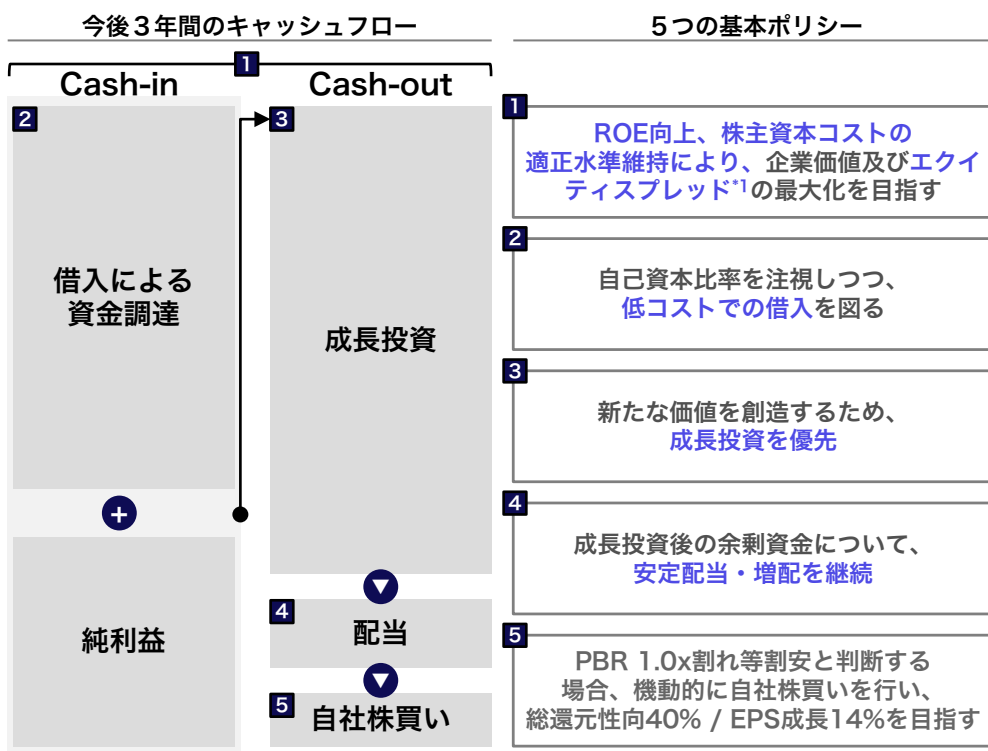 今後３年間のキャッシュフロー
1
Cash-in
Cash-out
2
借入による
資金調達
+
純利益
3
成長投資
4
配当
5
自社株買い
５つの基本ポリシー
1
ROE向上、株主資本コストの
適正水準維持により、企業価値及びエクイ
ティスプレッド*1の最大化を目指す
2
自己資本比率を注視しつつ、
低コストでの借入を図る
3
新たな価値を創造するため、
成長投資を優先
4
成長投資後の余剰資金について、
安定配当・増配を継続
5
PBR 1.0x割れ等割安と判断する
場合、機動的に自社株買いを行い、
総還元性向40% / EPS成長14%を目指す